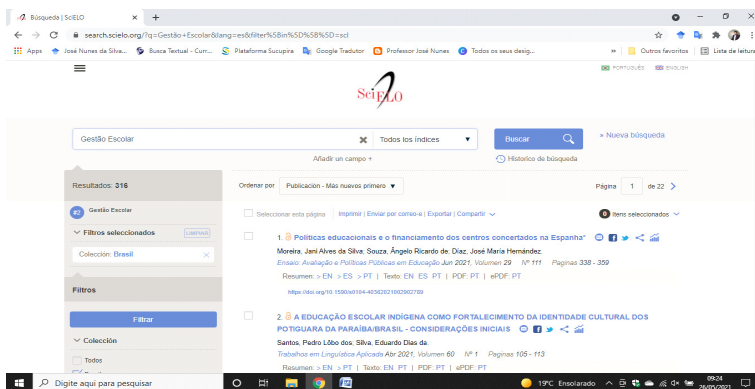 Búsqueda | SciELO
search.scielo.org/?q=Gestão+Escolar&lang=es&filter%5Bin%5D%5B%5D=scl
Apps José Nunes da Silva... Busca Textual - Curr... Plataforma Sucupira Google Tradutor Professor José Nunes Todos os seus desig... » Outros favoritos Lista de leitura
PORTUGUÊS ENGLISH
SciELO
Gestão Escolar Todos los índices Buscar » Nueva búsqueda
Añadir un campo + Historico de búsqueda
Resultados: 316 Ordenar por Publicación - Más nuevos primero Página 1 de 22
#2 Gestão Escolar Seleccionar esta página Imprimir | Enviar por correo-e | Exportar | Compartir 0 Itens seleccionados
Filtros seleccionados LIMPIAR
Colección: Brasil
1. Políticas educacionais e o financiamento dos centros concertados na Espanha*
Moreira, Jani Alves da Silva; Souza, Ângelo Ricardo de; Díaz, José María Hernández.
Ensaio: Avaliação e Políticas Públicas em Educação Jun 2021, Volumen 29 Nº 111 Paginas 338 - 359
Resumen: > EN > ES > PT | Texto: EN ES PT | PDF: PT | ePDF: PT
https://doi.org/10.1590/s0104-40362021002902769
Filtros
Filtrar
Colección
Todos
2. A EDUCAÇÃO ESCOLAR INDÍGENA COMO FORTALECIMENTO DA IDENTIDADE CULTURAL DOS
POTIGUARA DA PARAÍBA/BRASIL - CONSIDERAÇÕES INICIAIS
Santos, Pedro Lôbo dos; Silva, Eduardo Dias da.
Trabalhos em Linguística Aplicada Abr 2021, Volumen 60 Nº 1 Paginas 105 - 113
Resumen: > EN > PT | Texto: EN PT | PDF: PT | ePDF: PT
Digite aqui para pesquisar 19°C Ensolarado 09:24
26/05/2021